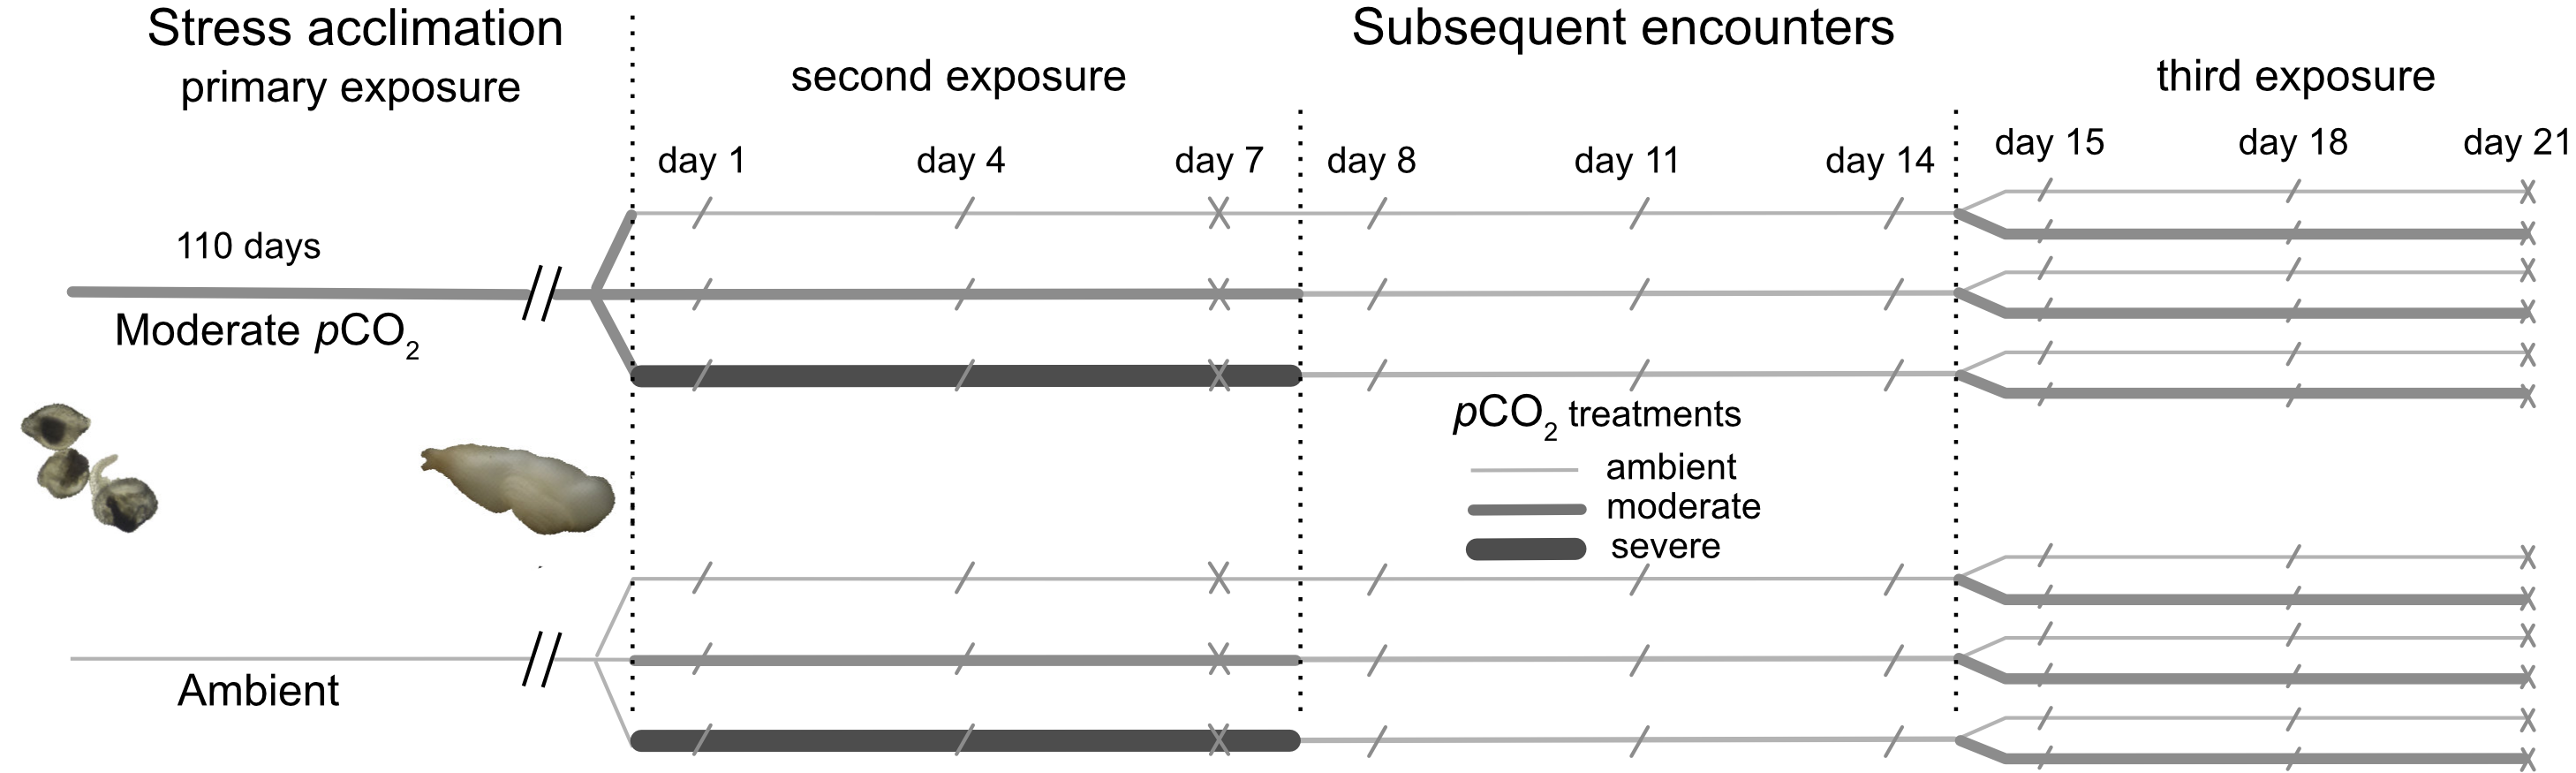 Stress acclimation
primary exposure
Subsequent encounters
second exposure
third exposure
day 1 day 4 day 7 day 8 day 11 day 14 day 15 day 18 day 21
110 days
Moderate pCO2
pCO2 treatments
ambient
moderate
severe
Ambient